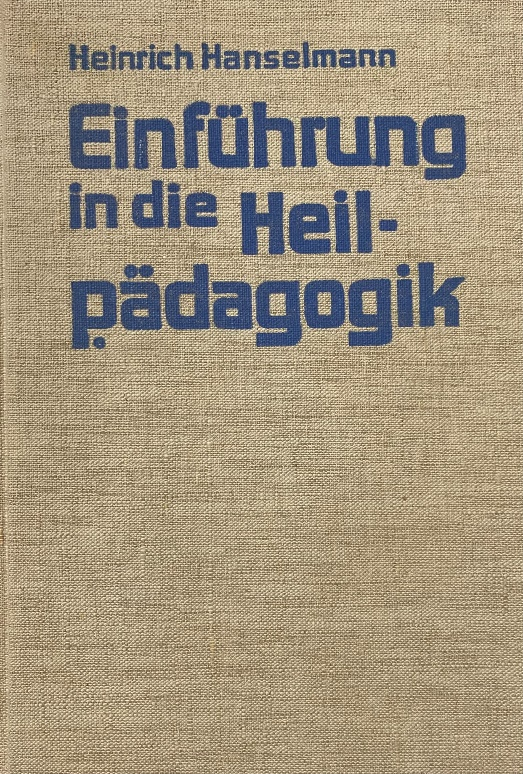 Heinrich Hanselmann
Einführung
in die Heil-
pädagogik